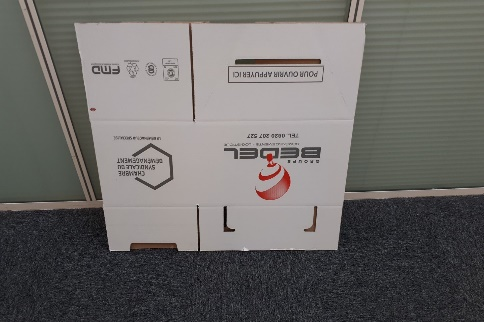 GROUPE
BEDEL
TEL. 0820 207 527
POUR OUVRIR APPUYER ICI
CHAMBRE
SYNDICALE DU
DEMENAGEMENT
FMD